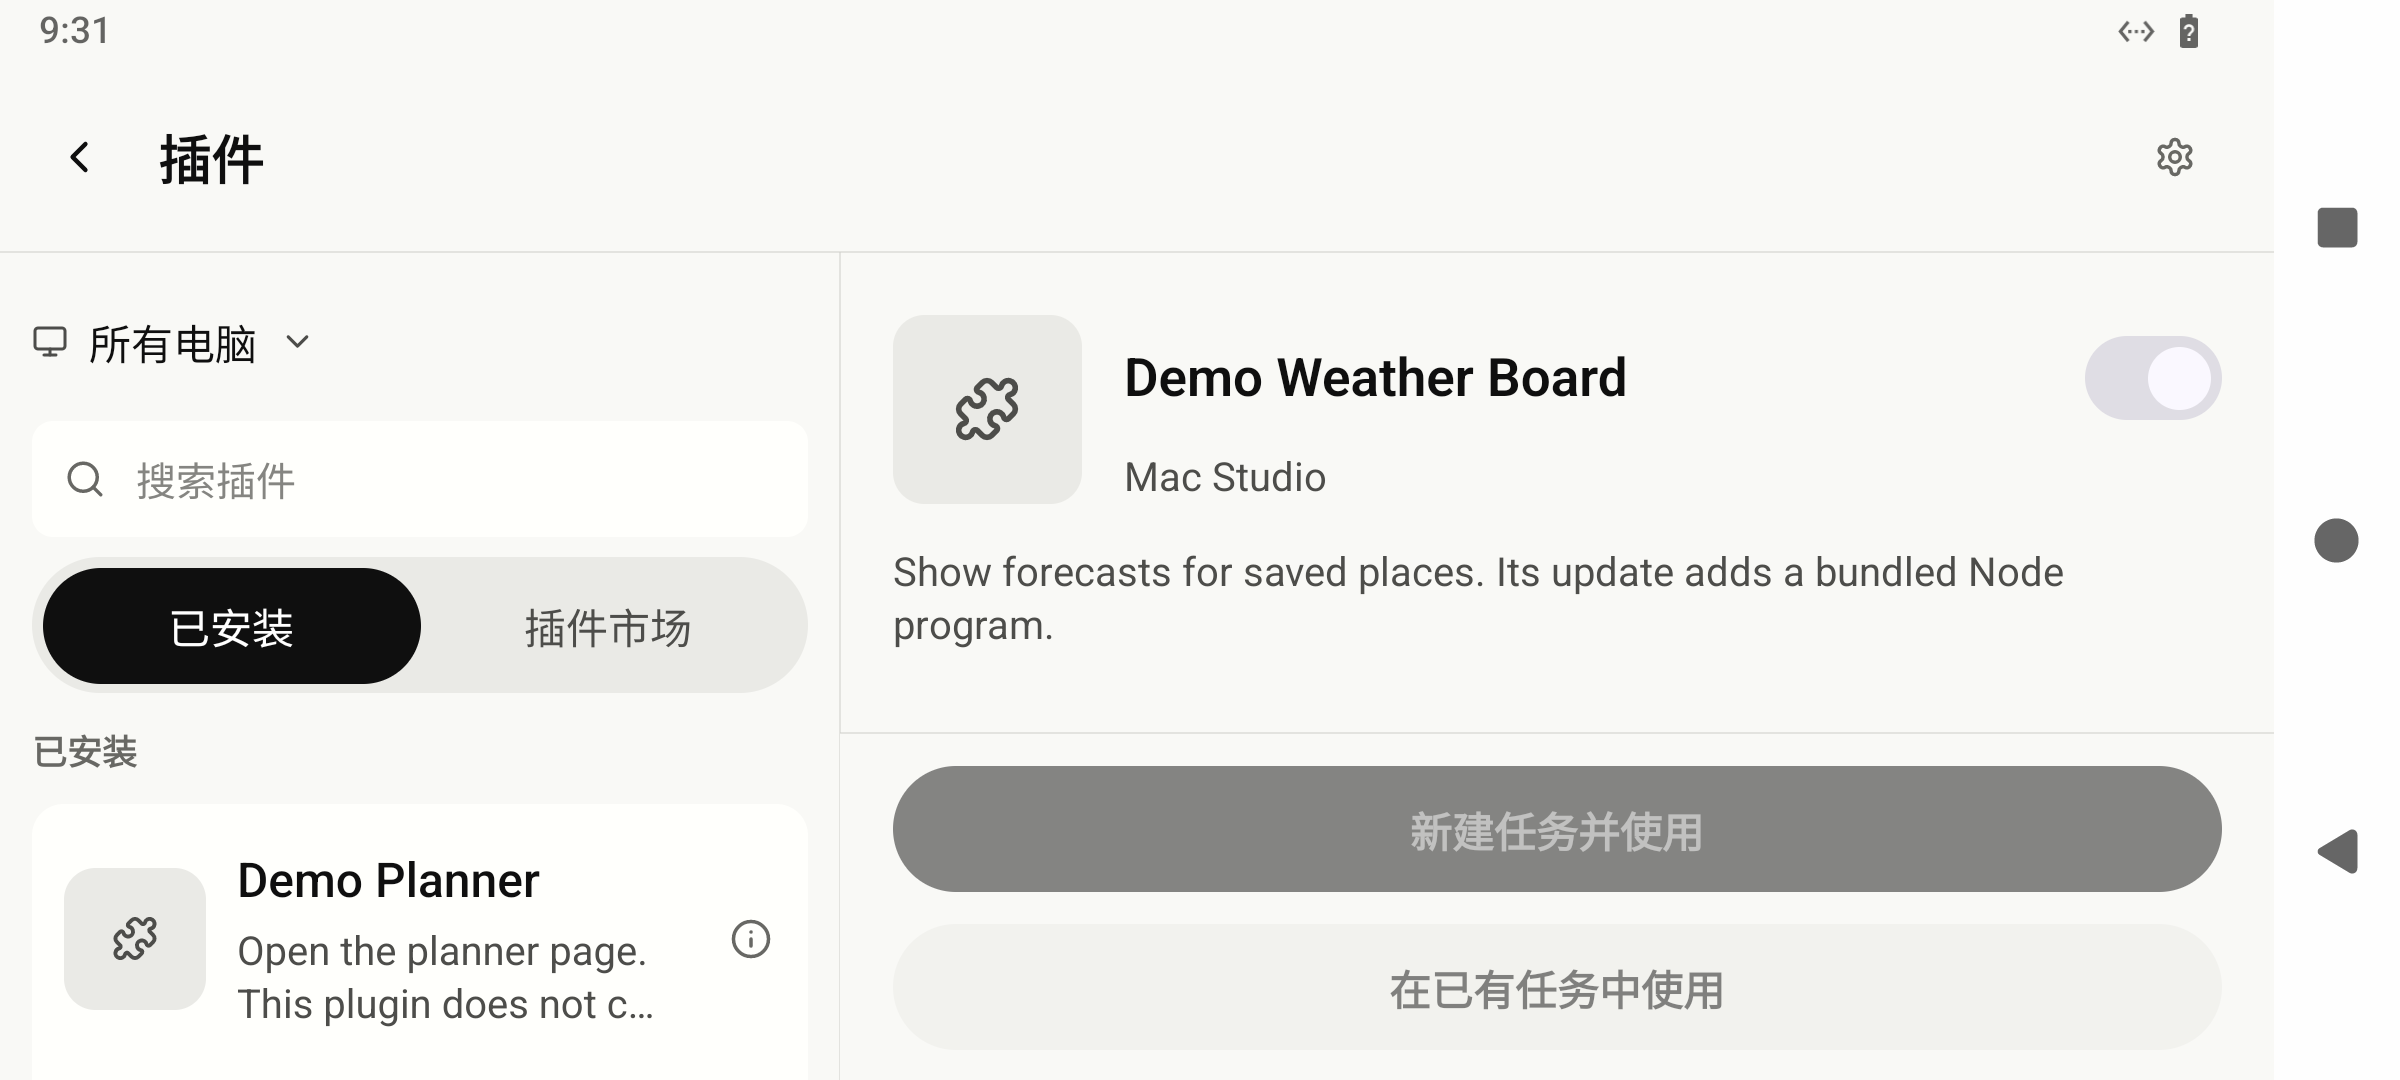 9:31
插件
所有电脑
搜索插件
已安装
插件市场
已安装
Demo Planner
Open the planner page.
This plugin does not c…
Demo Weather Board
Mac Studio
Show forecasts for saved places. Its update adds a bundled Node
program.
新建任务并使用
在已有任务中使用